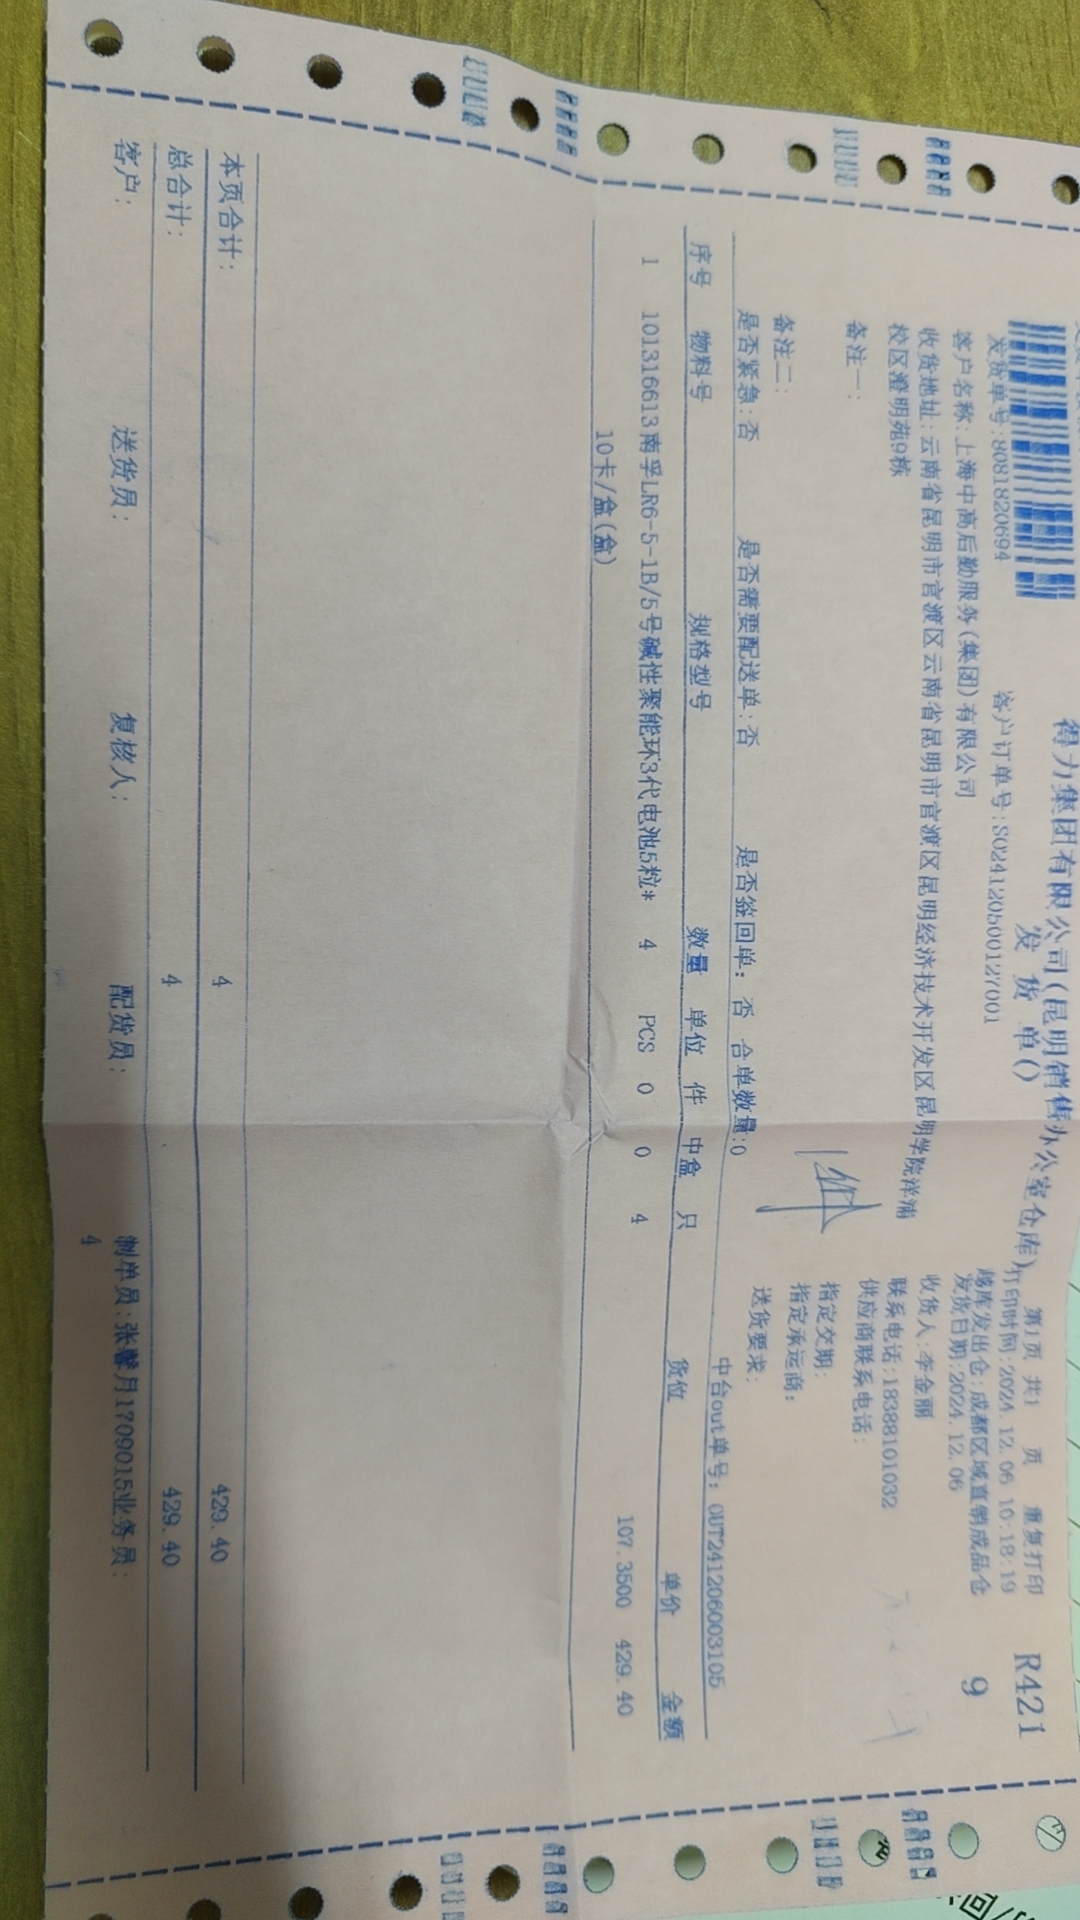 得力集团有限公司(昆明销售办公室仓库)
发 货 单()
第1页 共1 页 重复打印
R421
打印时间:2024.12.06 10:18:19
发货单号:8081820694 客户订单号:SO24120500127001
越库发出仓:成都区域直销成品仓
9
客户名称:上海中高后勤服务(集团)有限公司
发货日期:2024.12.06
收货地址:云南省昆明市官渡区云南省昆明市官渡区昆明经济技术开发区昆明学院洋浦
校区澄明苑9栋
收货人:李金丽
联系电话:18388101032
备注一:
供应商联系电话:
指定交期:
备注二:
指定承运商:
送货要求:
是否紧急:否 是否需要配送单:否 是否签回单: 否 合单数量:0 中台out单号: OUT241206003105
序号 物料号 规格型号 数量 单位 件 中盒 只 货位 单价 金额
1 101316613 南孚LR6-5-1B/5号碱性聚能环3代电池5粒* 4 PCS 0 0 4 107.3500 429.40
10卡/盒(盒)
本页合计: 4 429.40
总合计: 4 429.40
客户: 送货员: 复核人: 配货员: 制单员:张馨月1709015业务员:
4